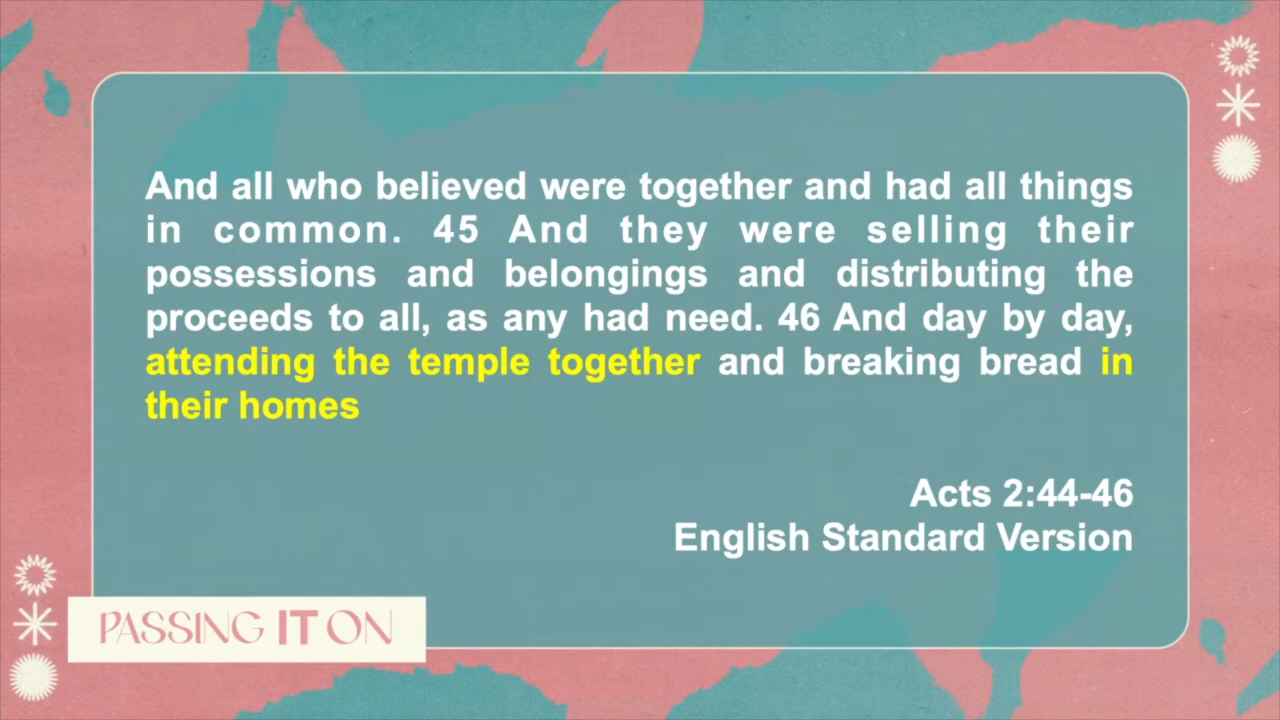 And all who believed were together and had all things
in common. 45 And they were selling their
possessions and belongings and distributing the
proceeds to all, as any had need. 46 And day by day,
attending the temple together and breaking bread in
their homes
Acts 2:44-46
English Standard Version
PASSING IT ON